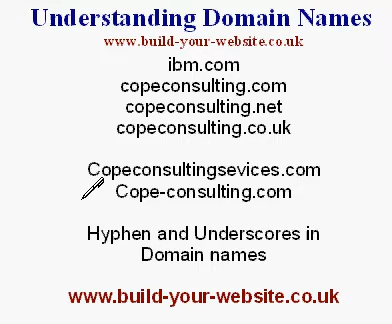 Understanding Domain Names
www.build-your-website.co.uk
ibm.com
copeconsulting.com
copeconsulting.net
copeconsulting.co.uk
Copeconsultingsevices.com
Cope-consulting.com
Hyphen and Underscores in
Domain names
www.build-your-website.co.uk